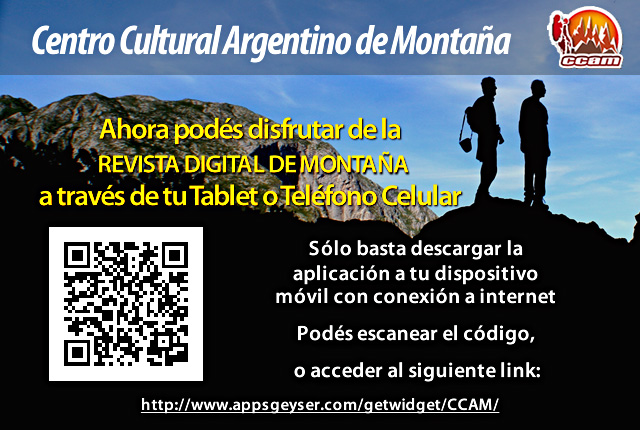 Centro Cultural Argentino de Montaña
ccam
Ahora podés disfrutar de la
REVISTA DIGITAL DE MONTAÑA
a través de tu Tablet o Teléfono Celular
Sólo basta descargar la
aplicación a tu dispositivo
móvil con conexión a internet
Podés escanear el código,
o acceder al siguiente link:
http://www.appsgeyser.com/getwidget/CCAM/